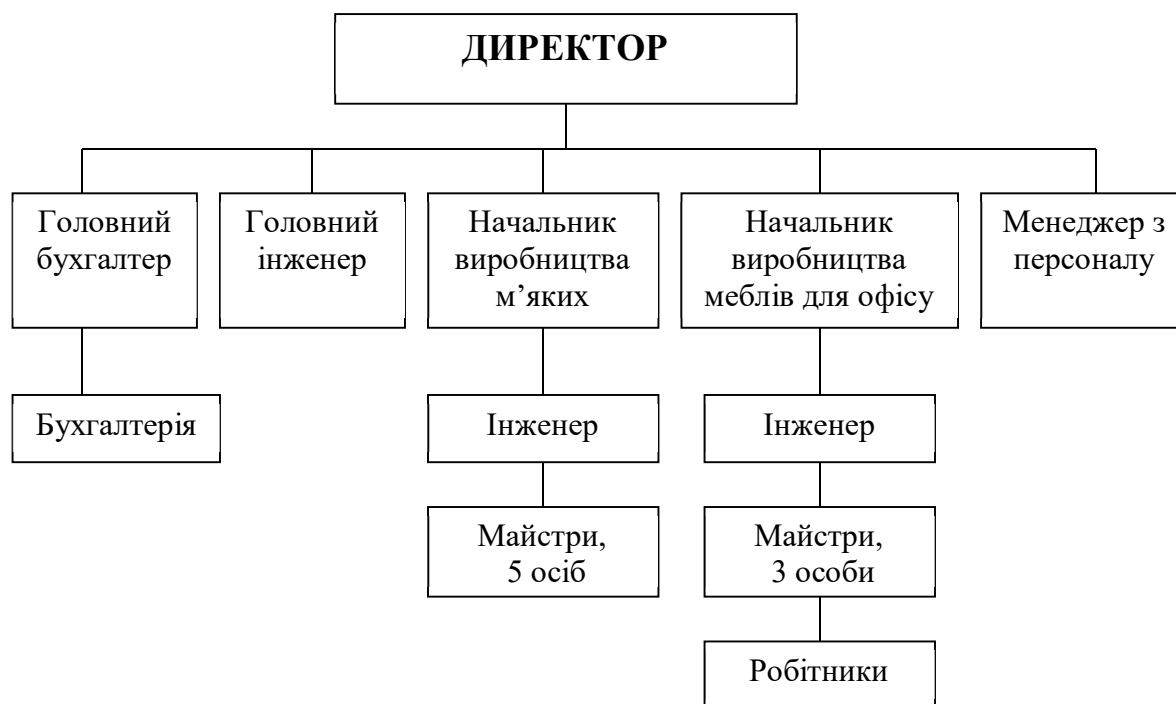 ДИРЕКТОР
Головний
бухгалтер
Головний
інженер
Начальник
виробництва
м’яких
Начальник
виробництва
меблів для офісу
Менеджер з
персоналу
Бухгалтерія
Інженер
Інженер
Майстри,
5 осіб
Майстри,
3 особи
Робітники